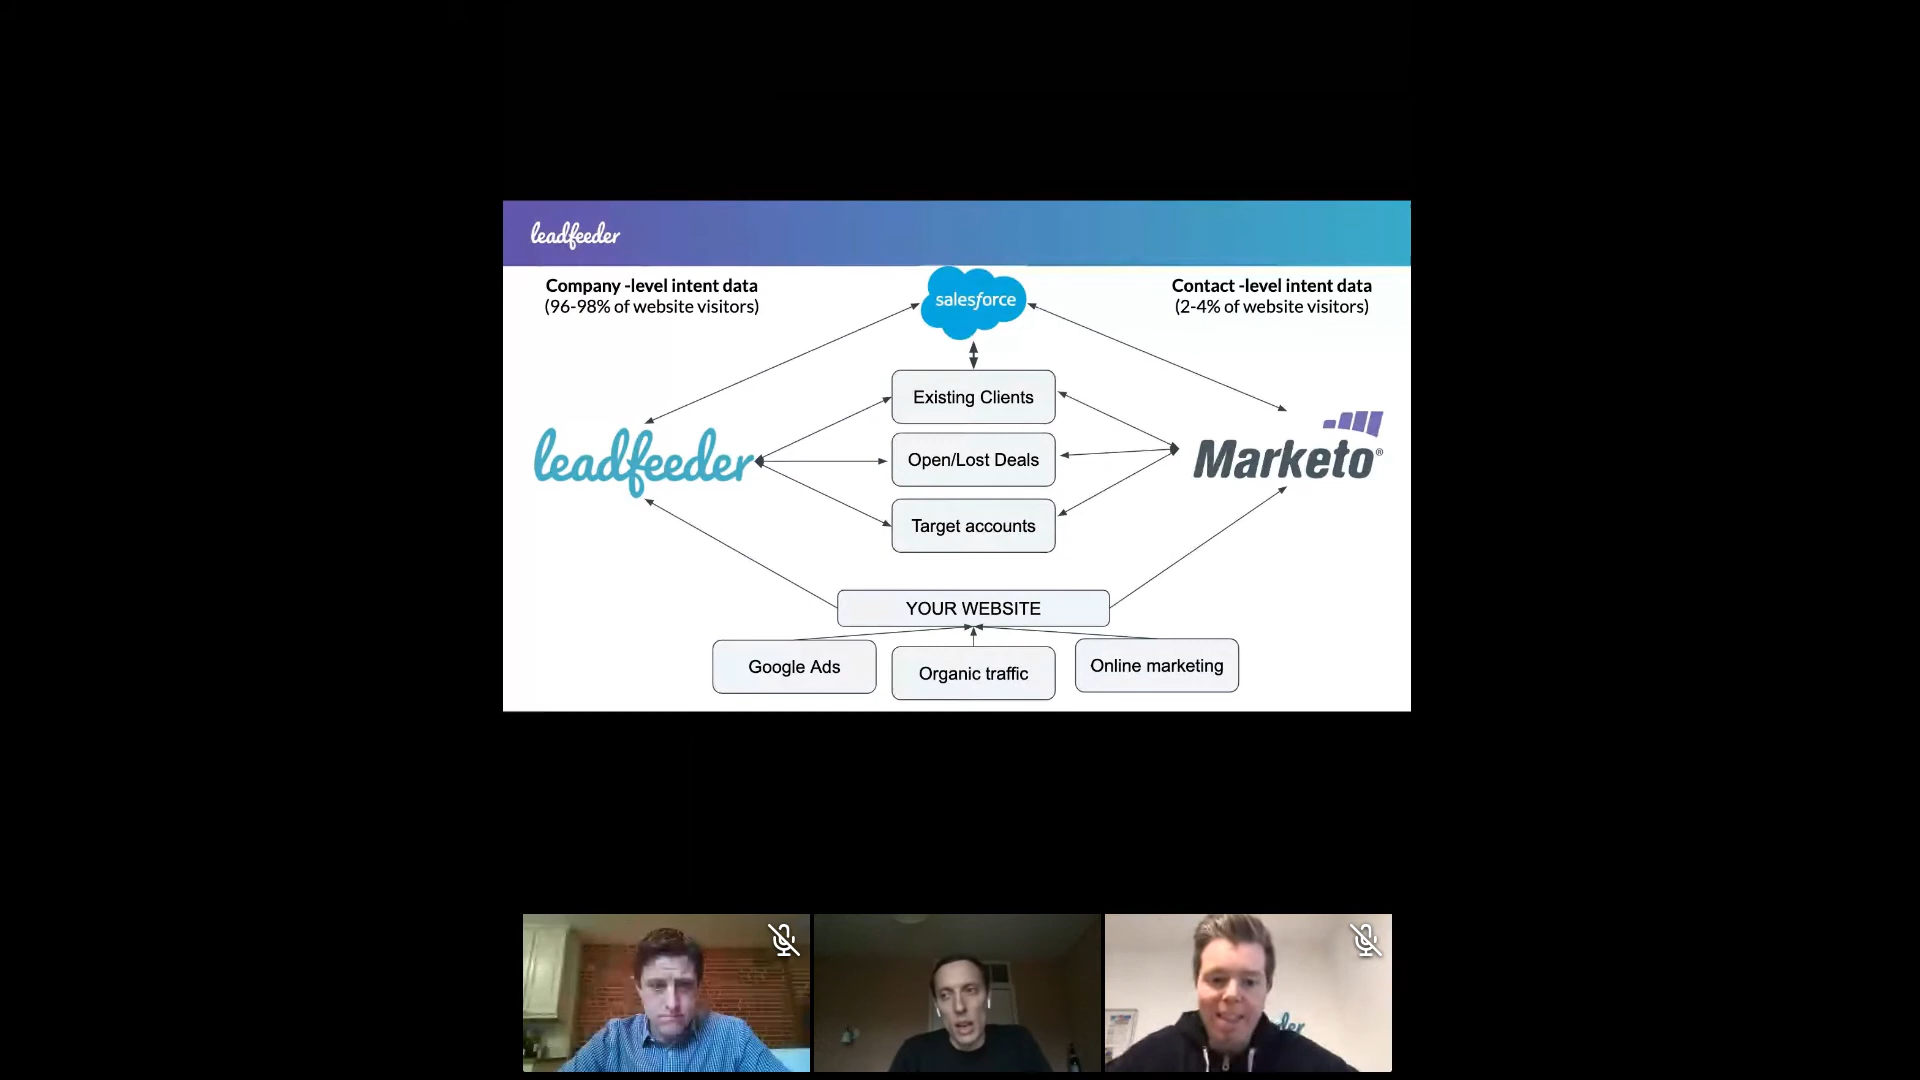 leadfeeder
Company -level intent data
(96-98% of website visitors)
salesforce
Contact -level intent data
(2-4% of website visitors)
Existing Clients
leadfeeder
Open/Lost Deals
Marketo®
Target accounts
YOUR WEBSITE
Google Ads
Organic traffic
Online marketing
eder